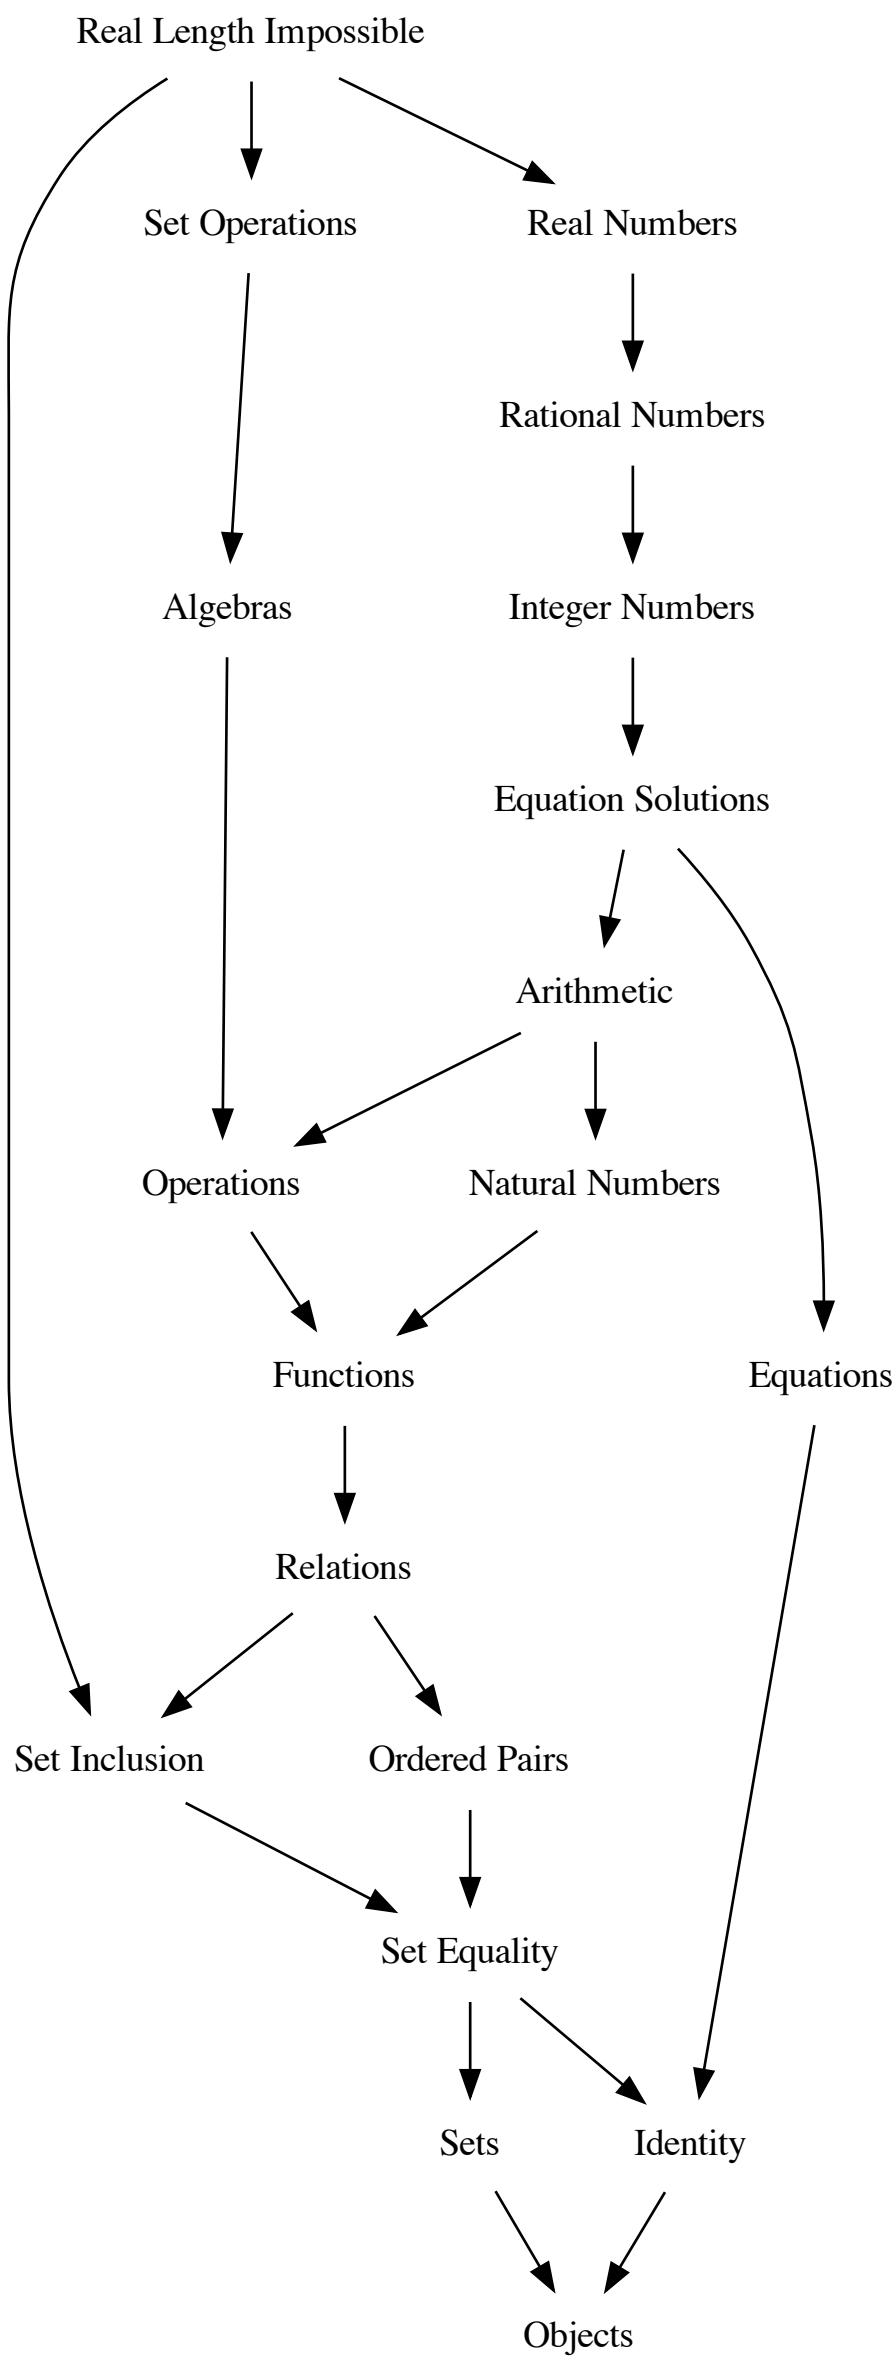 Real Length Impossible
Set Operations
Real Numbers
Rational Numbers
Algebras
Integer Numbers
Equation Solutions
Arithmetic
Operations
Natural Numbers
Functions
Equations
Relations
Set Inclusion
Ordered Pairs
Set Equality
Sets
Identity
Objects